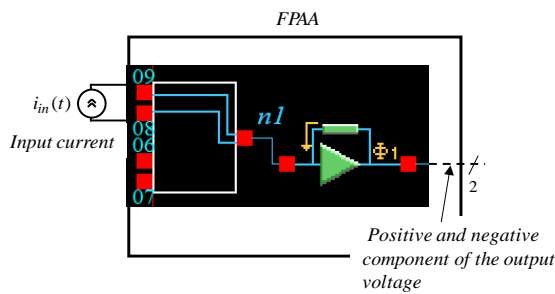 FPAA
09
i_in(t)
n1
08
Input current
06
Φ1
2
07
Positive and negative
component of the output
voltage